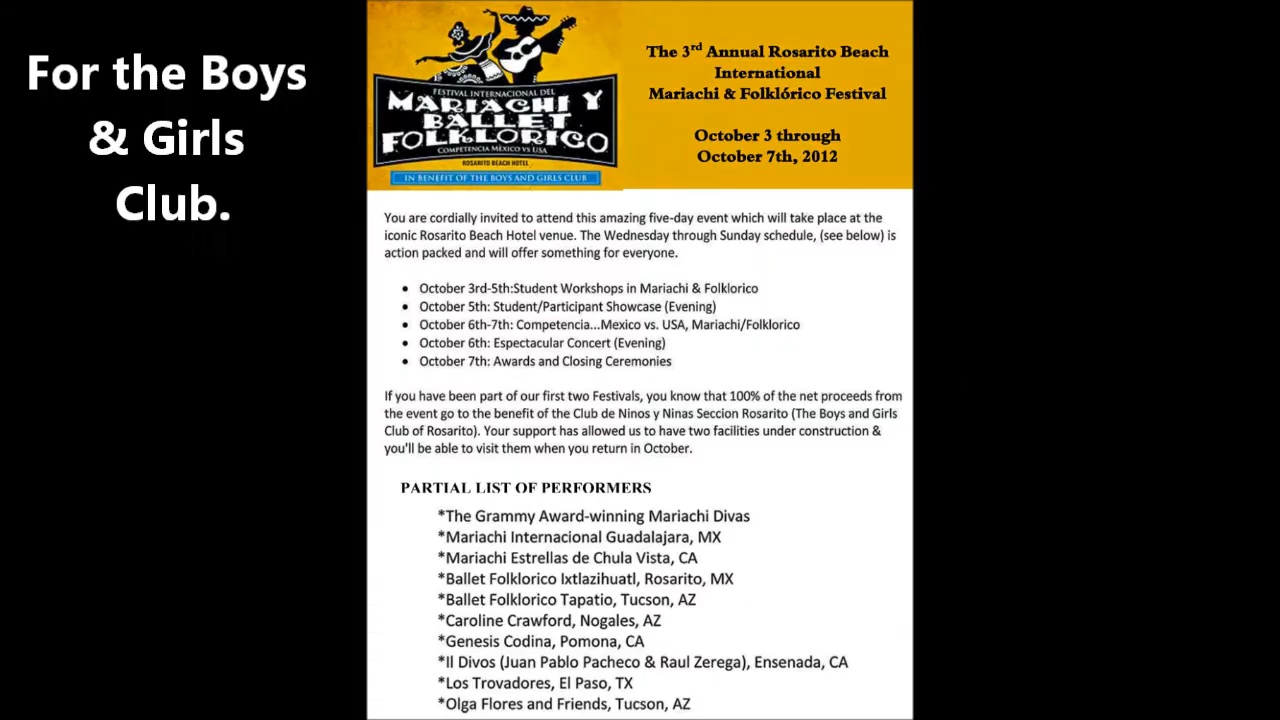 For the Boys
& Girls
Club.
FESTIVAL INTERNACIONAL DEL
MARIACHI Y
BALLET
FOLKLORICO
COMPETENCIA MÉXICO VS USA
ROSARITO BEACH HOTEL
IN BENEFIT OF THE BOYS AND GIRLS CLUB
The 3rd Annual Rosarito Beach
International
Mariachi & Folklórico Festival
October 3 through
October 7th, 2012
You are cordially invited to attend this amazing five-day event which will take place at the
iconic Rosarito Beach Hotel venue. The Wednesday through Sunday schedule, (see below) is
action packed and will offer something for everyone.
• October 3rd-5th:Student Workshops in Mariachi & Folklorico
• October 5th: Student/Participant Showcase (Evening)
• October 6th-7th: Competencia...Mexico vs. USA, Mariachi/Folklorico
• October 6th: Espectacular Concert (Evening)
• October 7th: Awards and Closing Ceremonies
If you have been part of our first two Festivals, you know that 100% of the net proceeds from
the event go to the benefit of the Club de Ninos y Ninas Seccion Rosarito (The Boys and Girls
Club of Rosarito). Your support has allowed us to have two facilities under construction &
you'll be able to visit them when you return in October.
PARTIAL LIST OF PERFORMERS
*The Grammy Award-winning Mariachi Divas
*Mariachi Internacional Guadalajara, MX
*Mariachi Estrellas de Chula Vista, CA
*Ballet Folklorico Ixtlazihuatl, Rosarito, MX
*Ballet Folklorico Tapatio, Tucson, AZ
*Caroline Crawford, Nogales, AZ
*Genesis Codina, Pomona, CA
*Il Divos (Juan Pablo Pacheco & Raul Zerega), Ensenada, CA
*Los Trovadores, El Paso, TX
*Olga Flores and Friends, Tucson, AZ